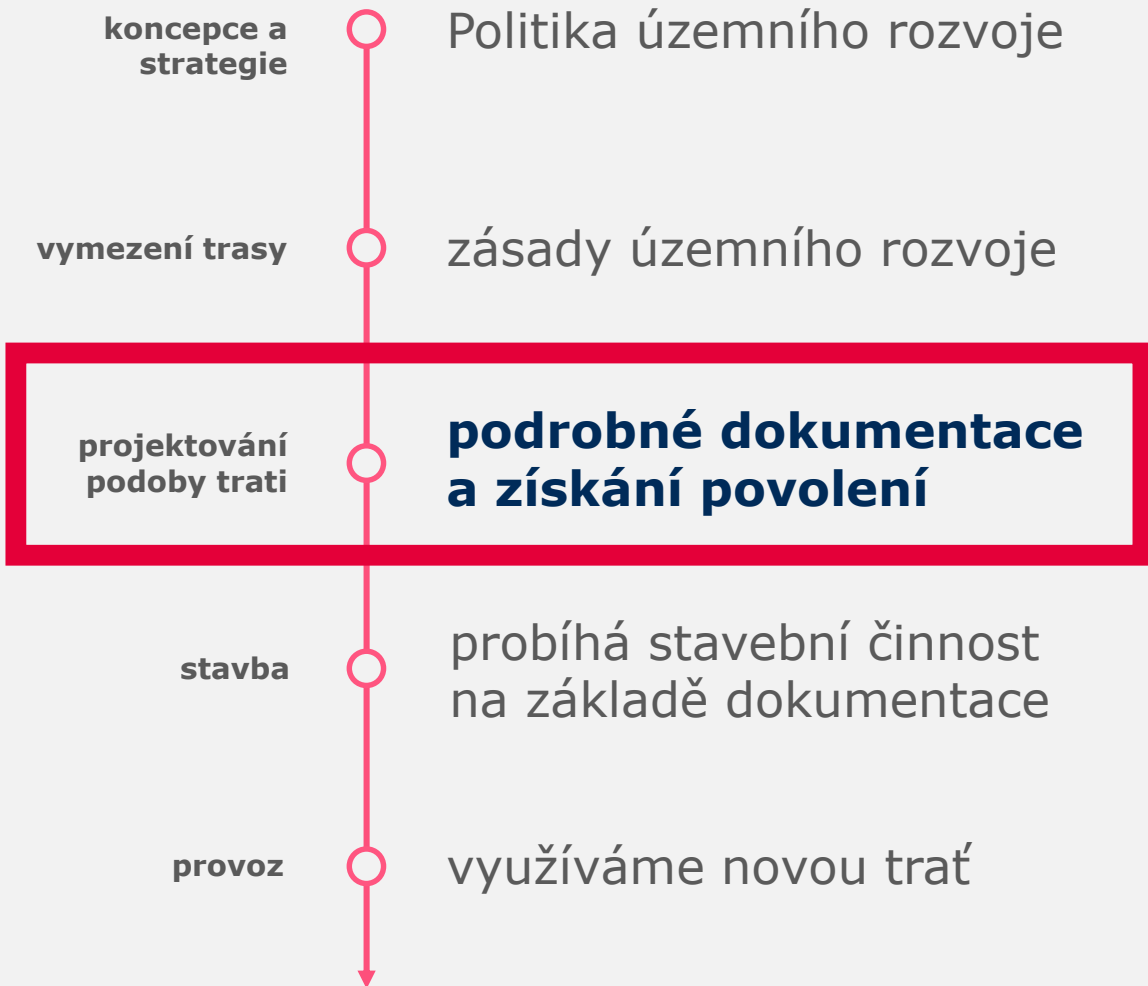 koncepce a
strategie
Politika územního rozvoje
vymezení trasy
zásady územního rozvoje
projektování
podoby trati
podrobné dokumentace
a získání povolení
stavba
probíhá stavební činnost
na základě dokumentace
provoz
využíváme novou trať